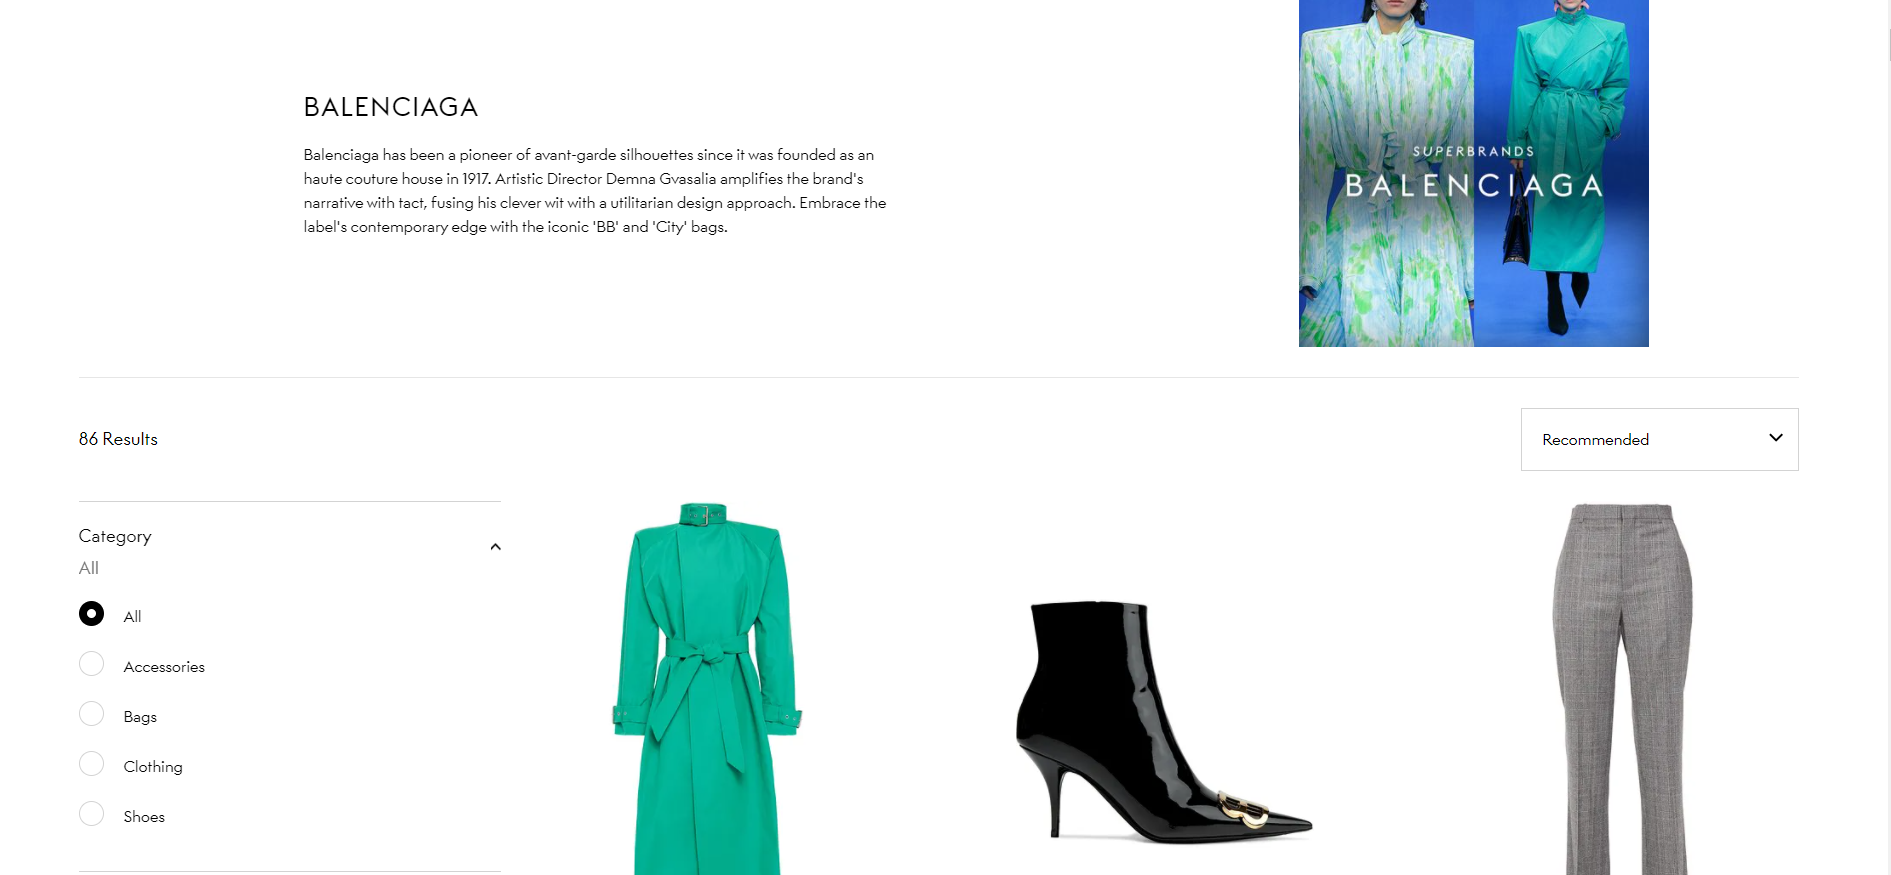 BALENCIAGA
Balenciaga has been a pioneer of avant-garde silhouettes since it was founded as an
haute couture house in 1917. Artistic Director Demna Gvasalia amplifies the brand's
narrative with tact, fusing his clever wit with a utilitarian design approach. Embrace the
label's contemporary edge with the iconic 'BB' and 'City' bags.
SUPERBRANDS
BALENCIAGA
86 Results
Recommended
Category
All
All
Accessories
Bags
Clothing
Shoes